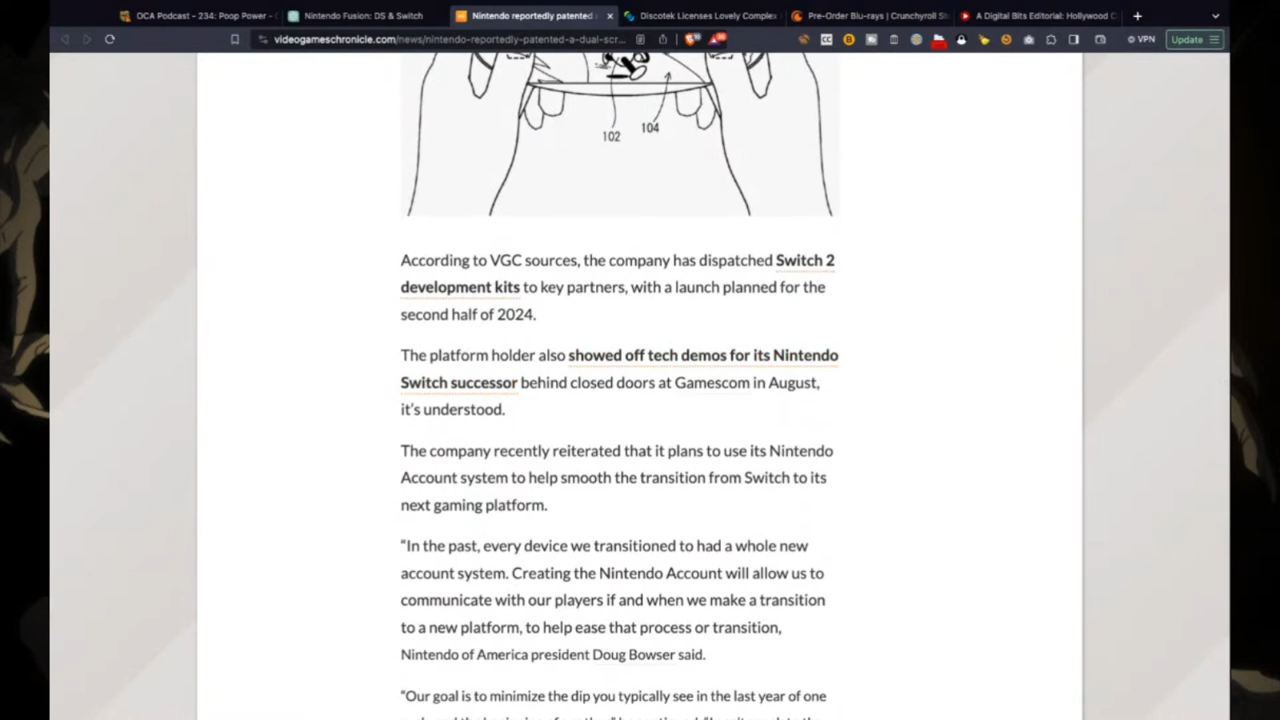 OCA Podcast - 234: Poop Power -
Nintendo Fusion: DS & Switch
Nintendo reportedly patented
Discotek Licenses Lovely Complex
Pre-Order Blu-rays | Crunchyroll St
A Digital Bits Editorial: Hollywood C
videogameschronicle.com/news/nintendo-reportedly-patented-a-dual-scr...
VPN
Update
102
104
According to VGC sources, the company has dispatched Switch 2
development kits to key partners, with a launch planned for the
second half of 2024.
The platform holder also showed off tech demos for its Nintendo
Switch successor behind closed doors at Gamescom in August,
it’s understood.
The company recently reiterated that it plans to use its Nintendo
Account system to help smooth the transition from Switch to its
next gaming platform.
“In the past, every device we transitioned to had a whole new
account system. Creating the Nintendo Account will allow us to
communicate with our players if and when we make a transition
to a new platform, to help ease that process or transition,
Nintendo of America president Doug Bowser said.
“Our goal is to minimize the dip you typically see in the last year of one